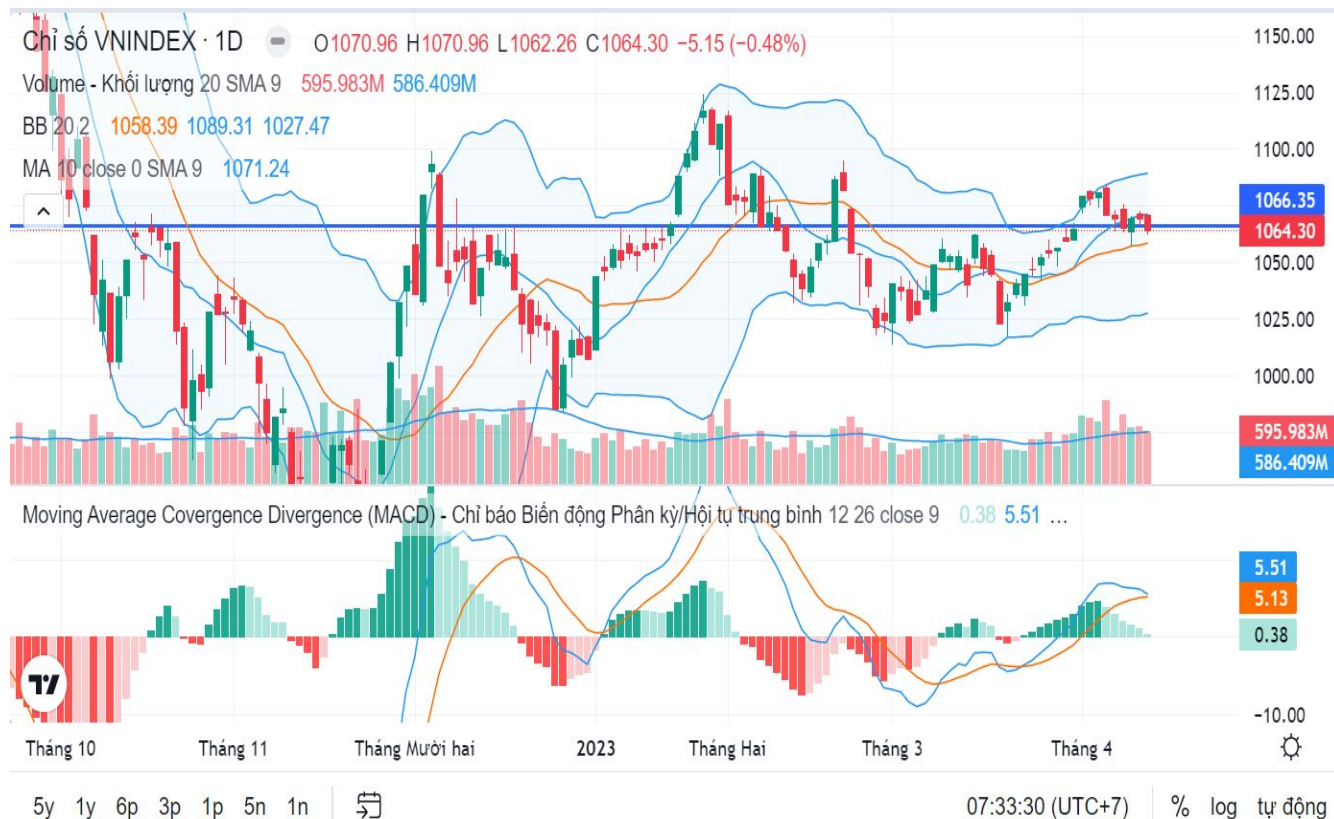 Chỉ số VNINDEX · 1D O1070.96 H1070.96 L1062.26 C1064.30 −5.15 (−0.48%)
Volume - Khối lượng 20 SMA 9 595.983M 586.409M
BB 20 2 1058.39 1089.31 1027.47
MA 10 close 0 SMA 9 1071.24
1150.00
1125.00
1100.00
1066.35
1064.30
1050.00
1025.00
1000.00
595.983M
586.409M
Moving Average Covergence Divergence (MACD) - Chỉ báo Biến động Phân kỳ/Hội tụ trung bình 12 26 close 9 0.38 5.51 ...
5.51
5.13
0.38
−10.00
Tháng 10 Tháng 11 Tháng Mười hai 2023 Tháng Hai Tháng 3 Tháng 4
5y 1y 6p 3p 1p 5n 1n 07:33:30 (UTC+7) % log tự động